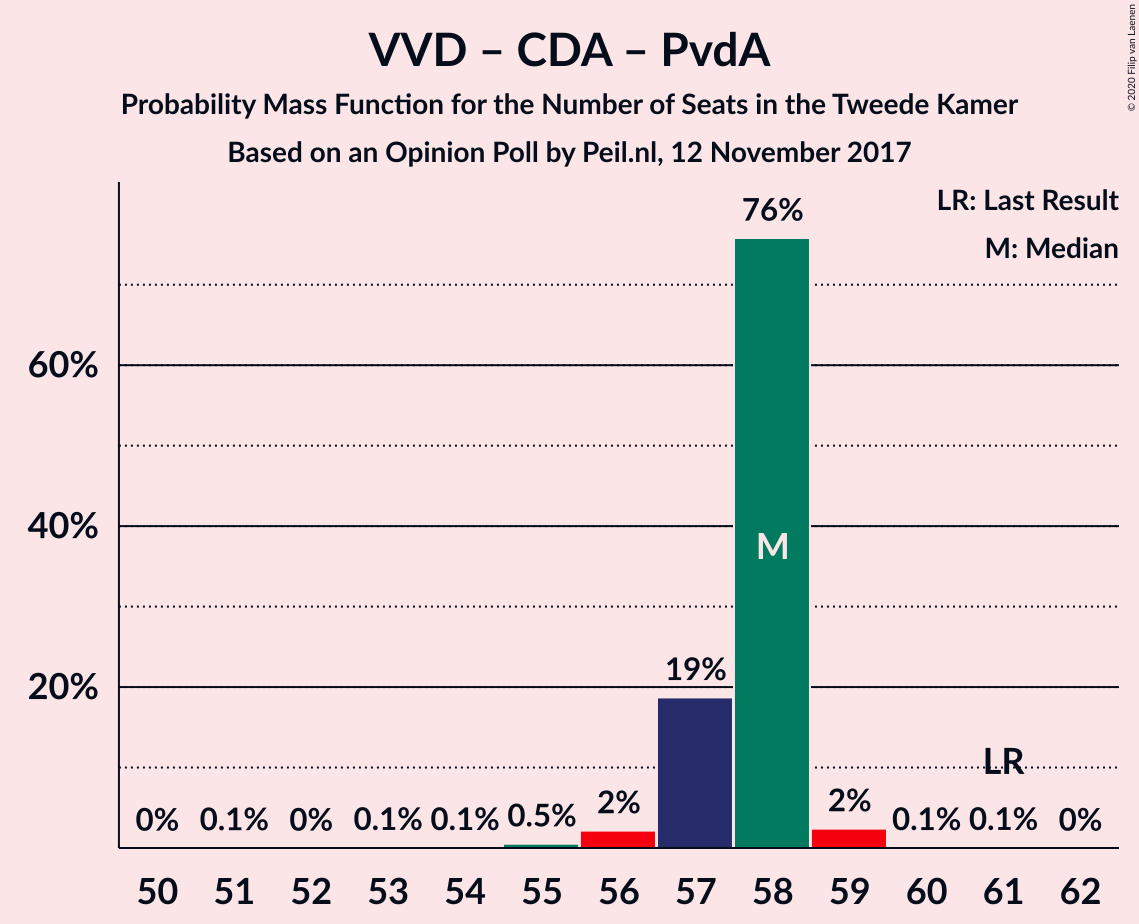 VVD – CDA – PvdA
Probability Mass Function for the Number of Seats in the Tweede Kamer
Based on an Opinion Poll by Peil.nl, 12 November 2017
© 2020 Filip van Laenen
LR: Last Result
M: Median
76%
60%
40%
M
19%
20%
LR
0% 0.1% 0% 0.1% 0.1% 0.5% 2% 2% 0.1% 0.1% 0%
50 51 52 53 54 55 56 57 58 59 60 61 62